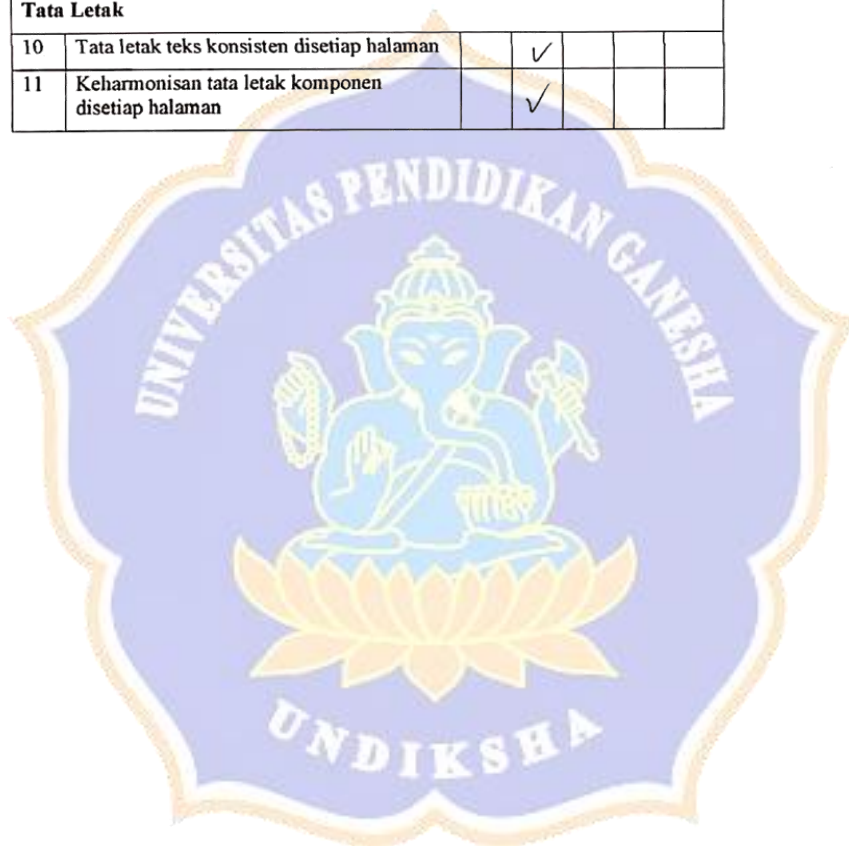 Tata Letak
10 Tata letak teks konsisten disetiap halaman ✓
11 Keharmonisan tata letak komponen
disetiap halaman ✓
UNIVERSITAS PENDIDIKAN GANESHA
UNDIKSHA